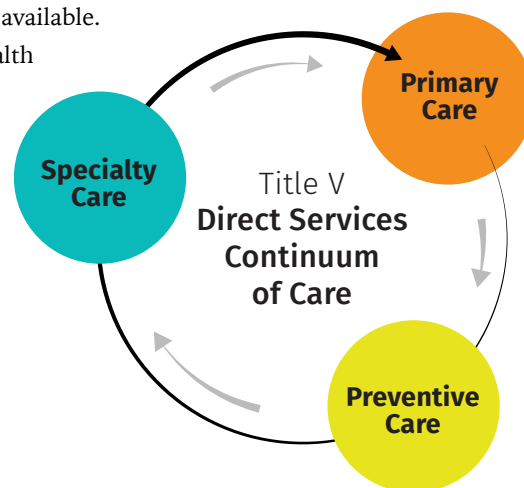 available.
alth
Primary
Care
Specialty
Care
Title V
Direct Services
Continuum
of Care
Preventive
Care